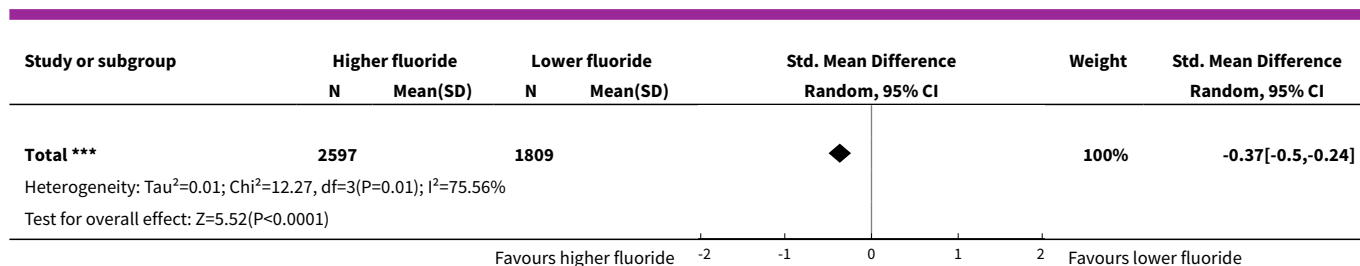 Study or subgroup Higher fluoride Lower fluoride Std. Mean Difference Weight Std. Mean Difference
N Mean(SD) N Mean(SD) Random, 95% CI Random, 95% CI
Total *** 2597 1809 100% -0.37[-0.5,-0.24]
Heterogeneity: Tau²=0.01; Chi²=12.27, df=3(P=0.01); I²=75.56%
Test for overall effect: Z=5.52(P<0.0001)
Favours higher fluoride -2 -1 0 1 2 Favours lower fluoride